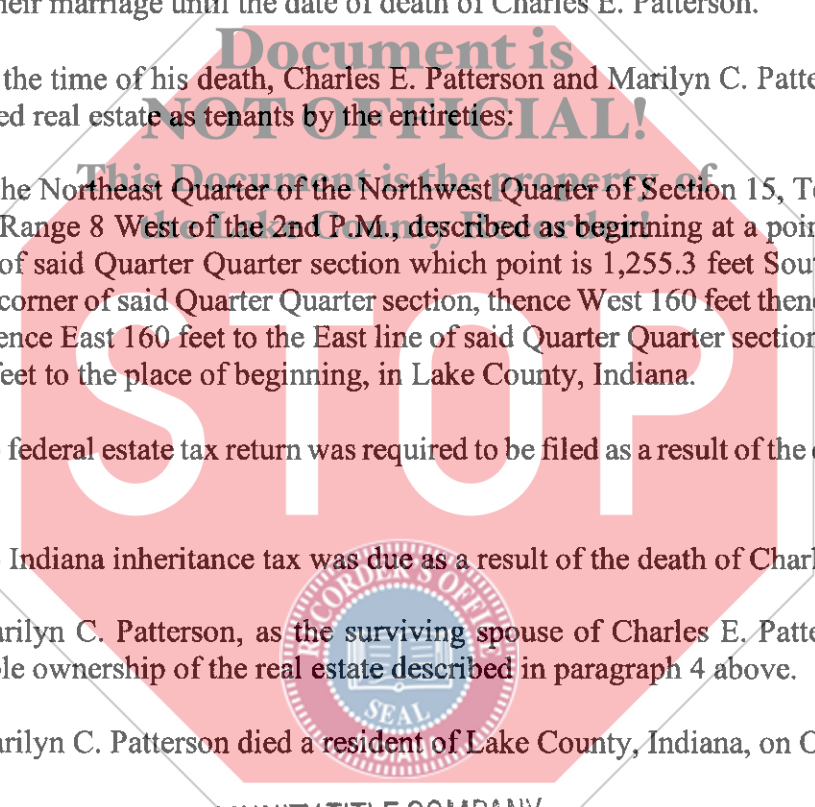 their marriage until the date of death of Charles E. Patterson.
Document is
the time of his death, Charles E. Patterson and Marilyn C. Patte
ed real estate as tenants by the entireties:
NOT OFFICIAL!
This Document is the property of
he Northeast Quarter of the Northwest Quarter of Section 15, To
the Lake County Recorder!
Range 8 West of the 2nd P.M., described as beginning at a poin
of said Quarter Quarter section which point is 1,255.3 feet Sou
corner of said Quarter Quarter section, thence West 160 feet thenc
ence East 160 feet to the East line of said Quarter Quarter section
feet to the place of beginning, in Lake County, Indiana.
STOP
federal estate tax return was required to be filed as a result of the
Indiana inheritance tax was due as a result of the death of Charl
RECORDER'S OFFICE
arilyn C. Patterson, as the surviving spouse of Charles E. Patte
le ownership of the real estate described in paragraph 4 above.
SEAL
arilyn C. Patterson died a resident of Lake County, Indiana, on
INDIANA
TITLE COMPANY